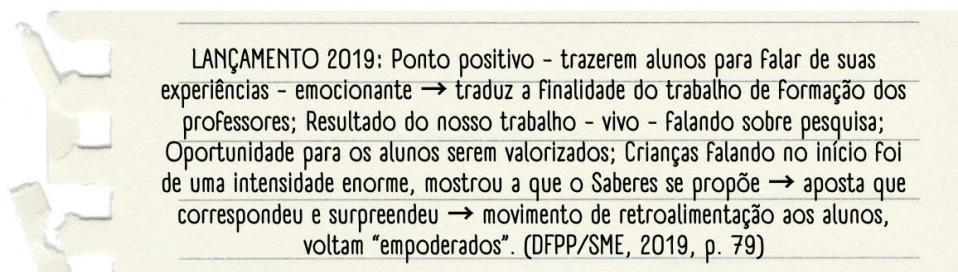 LANÇAMENTO 2019: Ponto positivo - trazerem alunos para falar de suas
experiências - emocionante → traduz a finalidade do trabalho de formação dos
professores; Resultado do nosso trabalho - vivo - falando sobre pesquisa;
Oportunidade para os alunos serem valorizados; Crianças falando no início foi
de uma intensidade enorme, mostrou a que o Saberes se propõe → aposta que
correspondeu e surpreendeu → movimento de retroalimentação aos alunos,
voltam “empoderados”. (DFPP/SME, 2019, p. 79)